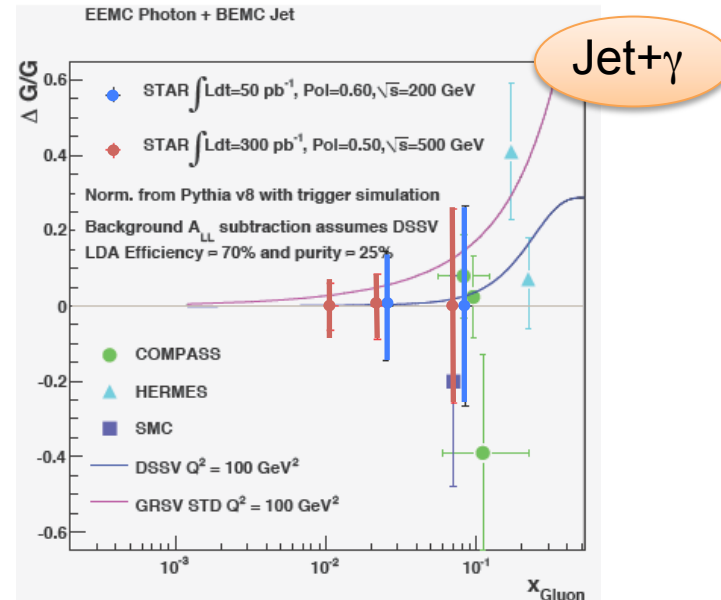 EEMC Photon + BEMC Jet
Jet+γ
Δ G/G
0.6
0.4
0.2
0
-0.2
-0.4
-0.6
STAR ∫Ldt=50 pb⁻¹, Pol=0.60,√s=200 GeV
STAR ∫Ldt=300 pb⁻¹, Pol=0.50,√s=500 GeV
Norm. from Pythia v8 with trigger simulation
Background A_LL subtraction assumes DSSV
LDA Efficiency = 70% and purity = 25%
COMPASS
HERMES
SMC
DSSV Q² = 100 GeV²
GRSV STD Q² = 100 GeV²
10⁻³ 10⁻² 10⁻¹
x_Gluon